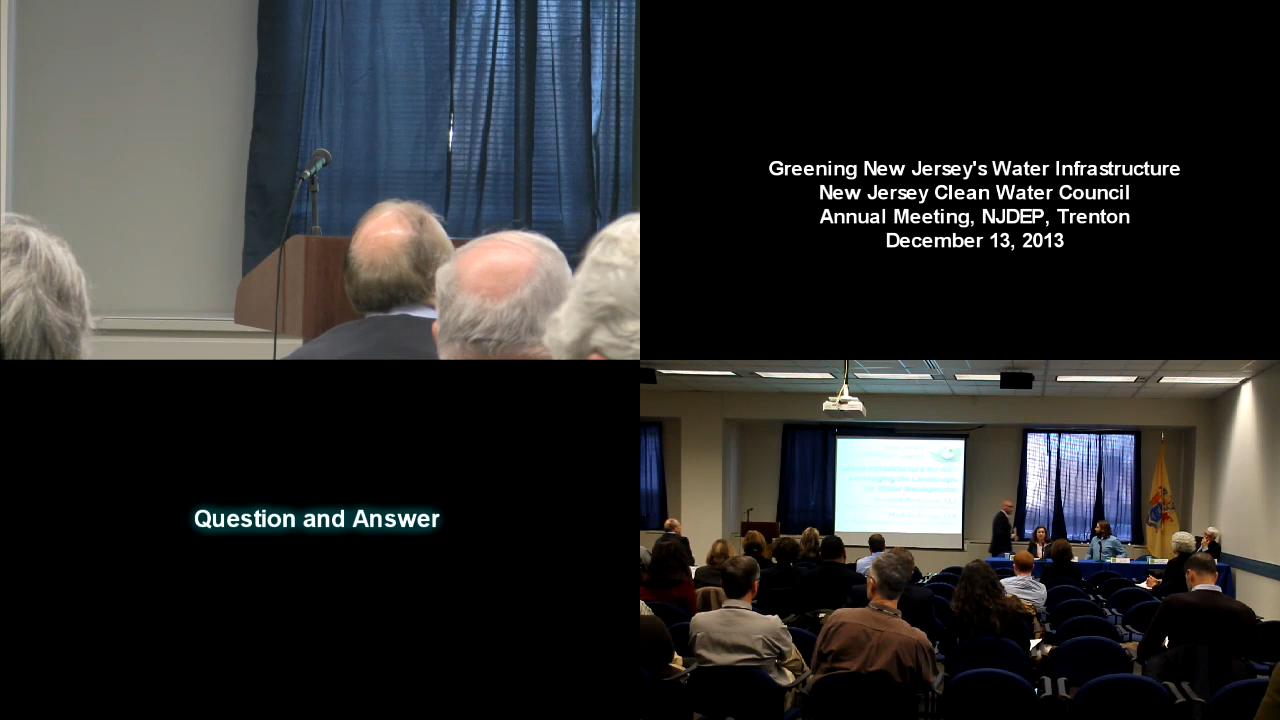 Greening New Jersey's Water Infrastructure
New Jersey Clean Water Council
Annual Meeting, NJDEP, Trenton
December 13, 2013
Question and Answer